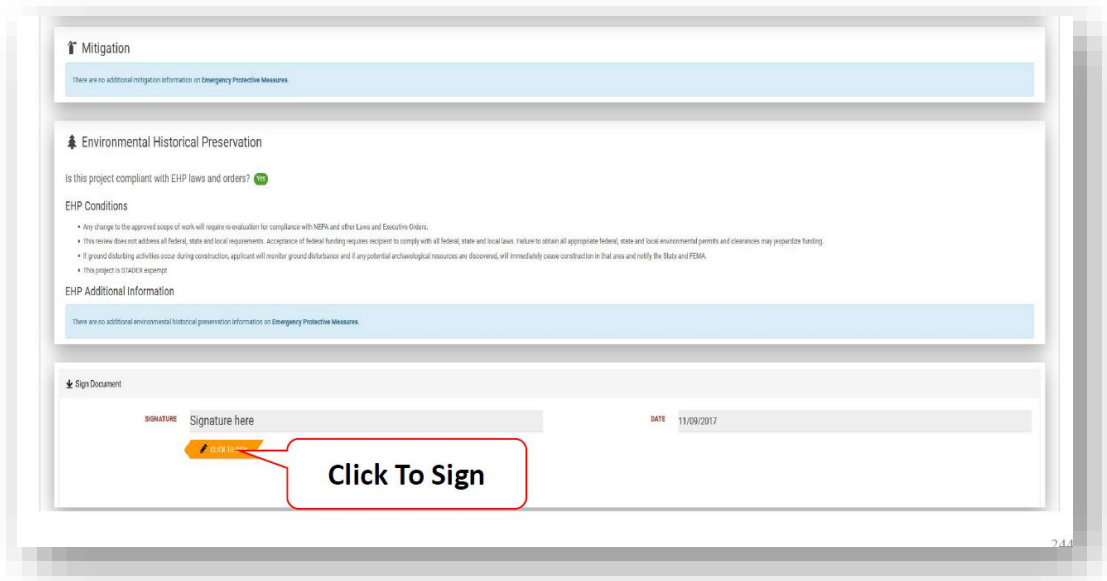 Mitigation
There are no additional mitigation information on Emergency Protective Measures.
Environmental Historical Preservation
Is this project compliant with EHP laws and orders? Yes
EHP Conditions
Any change to the approved scope of work will require re-evaluation for compliance with NEPA and other Laws and Executive Orders.
This review does not address all federal, state and local requirements. Acceptance of federal funding requires recipient to comply with all federal, state and local laws. Failure to obtain all appropriate federal, state and local environmental permits and clearances may jeopardize funding.
If ground disturbing activities occur during construction, applicant will monitor ground disturbance and if any potential archaeological resources are discovered, will immediately cease construction in that area and notify the State and FEMA.
This project is STADEX expempt
EHP Additional Information
There are no additional environmental historical preservation information on Emergency Protective Measures.
Sign Document
SIGNATURE Signature here DATE 11/09/2017
CLICK TO
Click To Sign
244